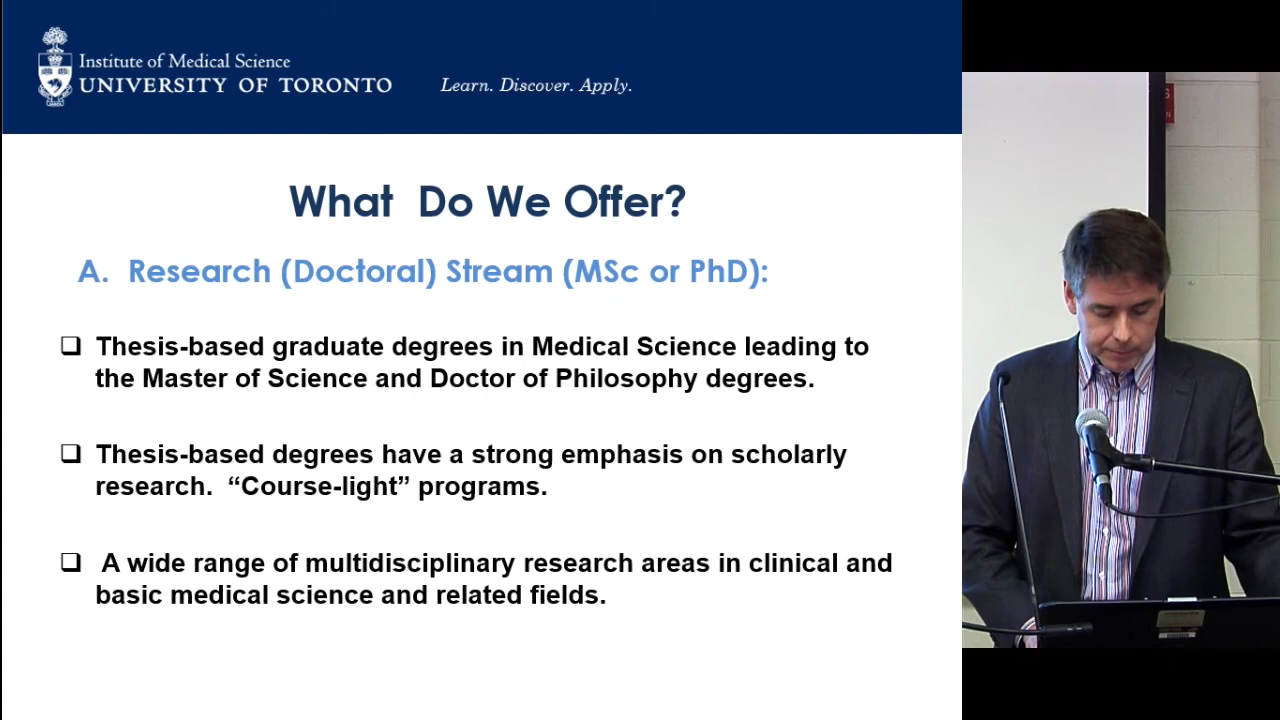 Institute of Medical Science
UNIVERSITY OF TORONTO
Learn. Discover. Apply.
What Do We Offer?
A. Research (Doctoral) Stream (MSc or PhD):
❑ Thesis-based graduate degrees in Medical Science leading to
the Master of Science and Doctor of Philosophy degrees.
❑ Thesis-based degrees have a strong emphasis on scholarly
research. “Course-light” programs.
❑ A wide range of multidisciplinary research areas in clinical and
basic medical science and related fields.